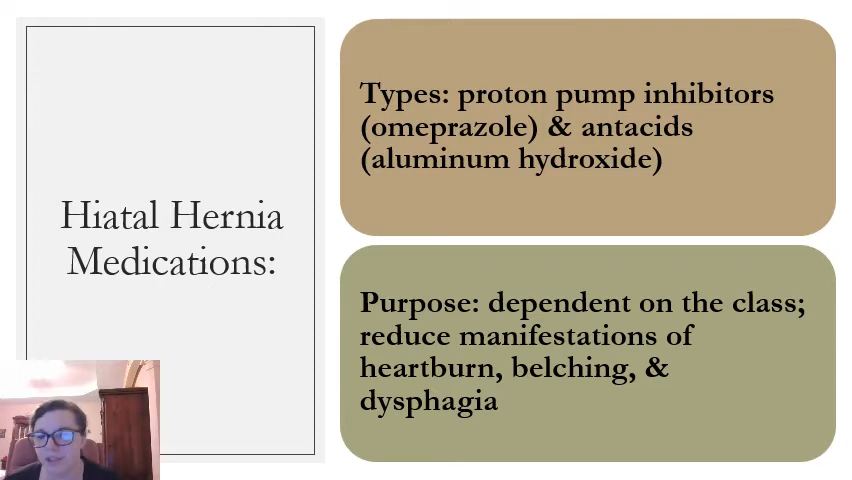 Hiatal Hernia
Medications:
Types: proton pump inhibitors
(omeprazole) & antacids
(aluminum hydroxide)
Purpose: dependent on the class;
reduce manifestations of
heartburn, belching, &
dysphagia